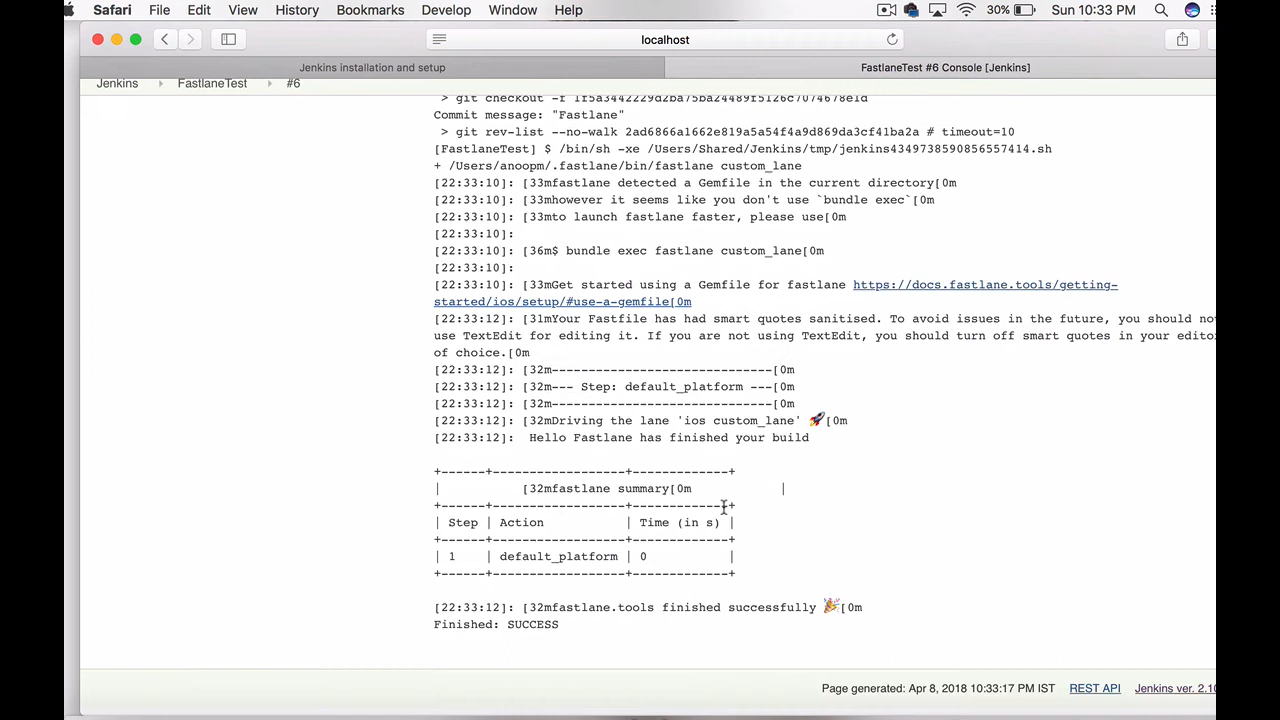 Safari File Edit View History Bookmarks Develop Window Help 30% Sun 10:33 PM
localhost
Jenkins installation and setup FastlaneTest #6 Console [Jenkins]
Jenkins FastlaneTest #6
> git checkout -f
Commit message: "Fastlane"
> git rev-list --no-walk 2ad6866a1662e819a5a54f4a9d869da3cf41ba2a # timeout=10
[FastlaneTest] $ /bin/sh -xe /Users/Shared/Jenkins/tmp/jenkins4349738590856557414.sh
+ /Users/anoopm/.fastlane/bin/fastlane custom_lane
[22:33:10]: [33mfastlane detected a Gemfile in the current directory[0m
[22:33:10]: [33mhowever it seems like you don't use `bundle exec`[0m
[22:33:10]: [33mto launch fastlane faster, please use[0m
[22:33:10]:
[22:33:10]: [36m$ bundle exec fastlane custom_lane[0m
[22:33:10]:
[22:33:10]: [33mGet started using a Gemfile for fastlane https://docs.fastlane.tools/getting-
started/ios/setup/#use-a-gemfile[0m
[22:33:12]: [31mYour Fastfile has had smart quotes sanitised. To avoid issues in the future, you should no
use TextEdit for editing it. If you are not using TextEdit, you should turn off smart quotes in your edito
of choice.[0m
[22:33:12]: [32m------------------------------[0m
[22:33:12]: [32m--- Step: default_platform ---[0m
[22:33:12]: [32m------------------------------[0m
[22:33:12]: [32mDriving the lane 'ios custom_lane' 🚀[0m
[22:33:12]: Hello Fastlane has finished your build
+------+------------------+-------------+
| [32mfastlane summary[0m |
+------+------------------+-------------+
| Step | Action | Time (in s) |
+------+------------------+-------------+
| 1 | default_platform | 0 |
+------+------------------+-------------+
[22:33:12]: [32mfastlane.tools finished successfully 🎉[0m
Finished: SUCCESS
Page generated: Apr 8, 2018 10:33:17 PM IST REST API Jenkins ver. 2.10